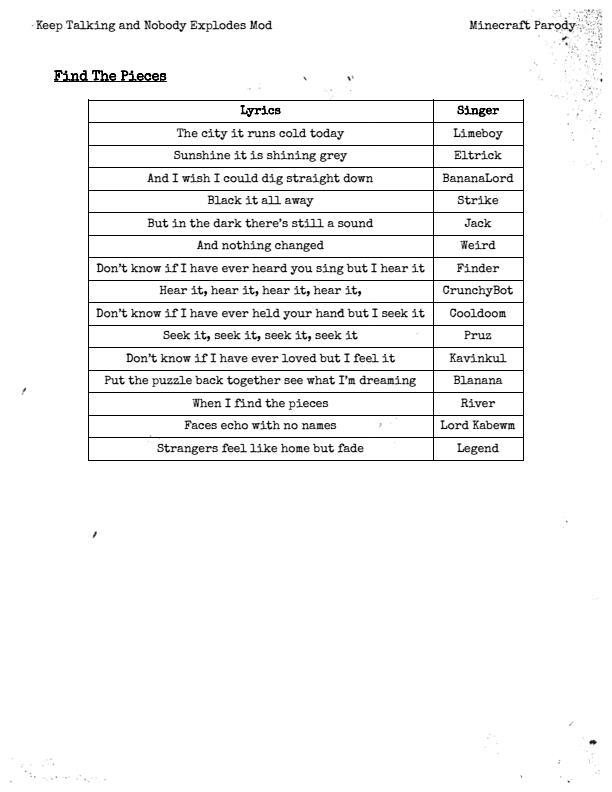 Keep Talking and Nobody Explodes Mod Minecraft Parody
Find The Pieces
Lyrics Singer
The city it runs cold today Limeboy
Sunshine it is shining grey Eltrick
And I wish I could dig straight down BananaLord
Black it all away Strike
But in the dark there's still a sound Jack
And nothing changed Weird
Don't know if I have ever heard you sing but I hear it Finder
Hear it, hear it, hear it, hear it, CrunchyBot
Don't know if I have ever held your hand but I seek it Cooldoom
Seek it, seek it, seek it, seek it Pruz
Don't know if I have ever loved but I feel it Kavinkul
Put the puzzle back together see what I'm dreaming Blanana
When I find the pieces River
Faces echo with no names Lord Kabewm
Strangers feel like home but fade Legend